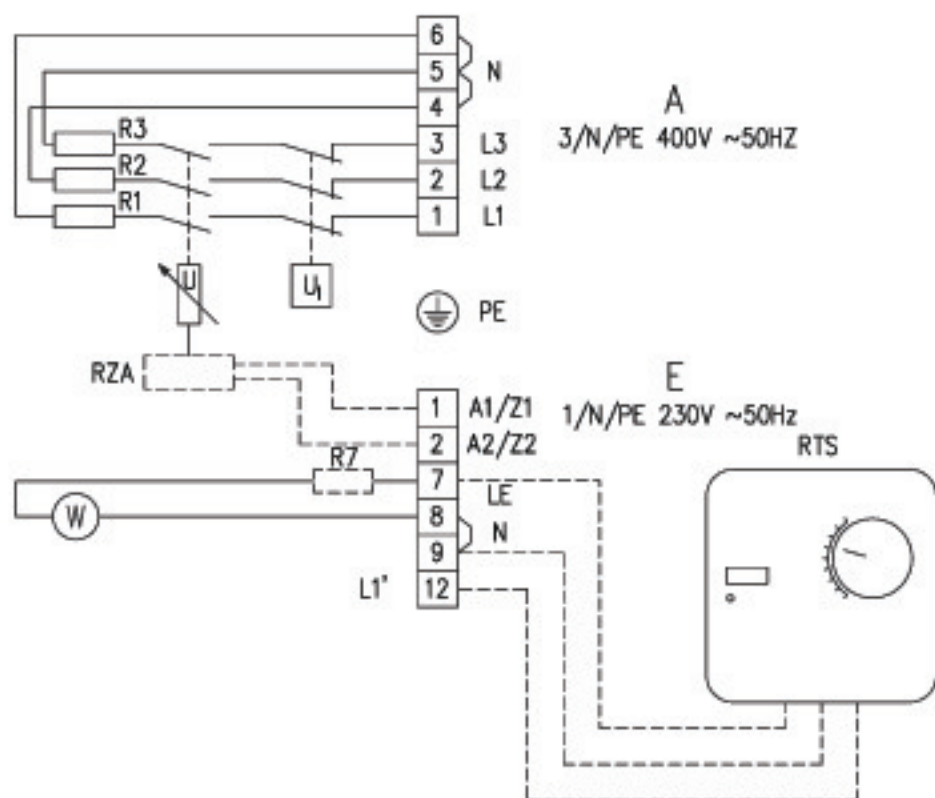 6
5 N
4
R3 3 L3
R2 2 L2
R1 1 L1
A
3/N/PE 400V ~50HZ
U U1
PE
RZA
E
1/N/PE 230V ~50Hz
1 A1/Z1
2 A2/Z2
RTS
R7 7 LE
W 8 N
9
L1" 12